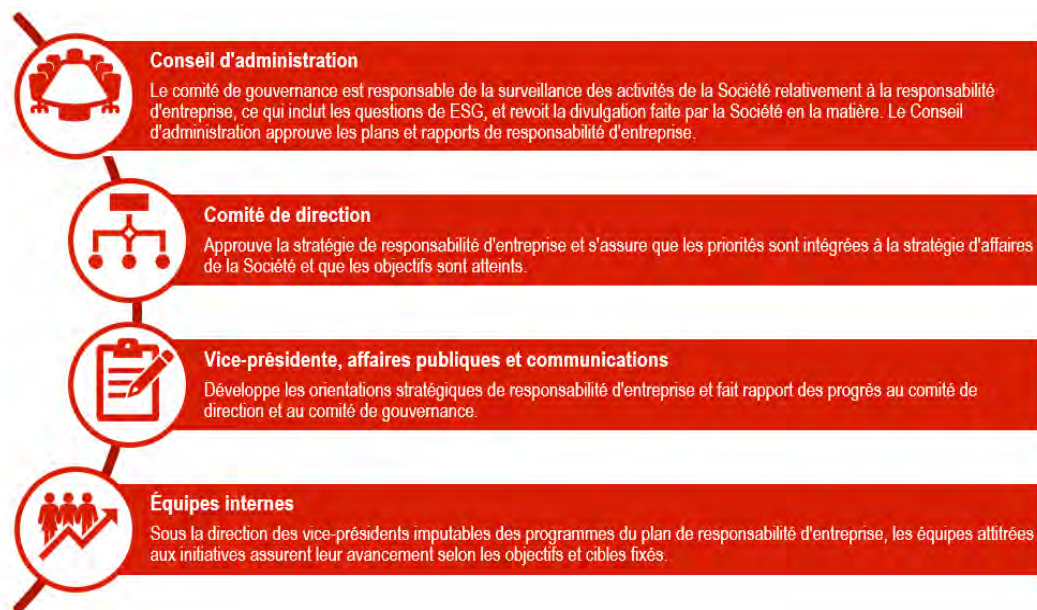 Conseil d'administration
Le comité de gouvernance est responsable de la surveillance des activités de la Société relativement à la responsabilité
d'entreprise, ce qui inclut les questions de ESG, et revoit la divulgation faite par la Société en la matière. Le Conseil
d'administration approuve les plans et rapports de responsabilité d'entreprise.
Comité de direction
Approuve la stratégie de responsabilité d'entreprise et s'assure que les priorités sont intégrées à la stratégie d'affaires
de la Société et que les objectifs sont atteints.
Vice-présidente, affaires publiques et communications
Développe les orientations stratégiques de responsabilité d'entreprise et fait rapport des progrès au comité de
direction et au comité de gouvernance.
Équipes internes
Sous la direction des vice-présidents imputables des programmes du plan de responsabilité d'entreprise, les équipes attitrées
aux initiatives assurent leur avancement selon les objectifs et cibles fixés.